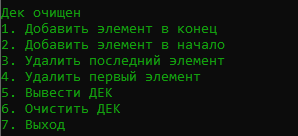 Дек очищен
1. Добавить элемент в конец
2. Добавить элемент в начало
3. Удалить последний элемент
4. Удалить первый элемент
5. Вывести ДЕК
6. Очистить ДЕК
7. Выход